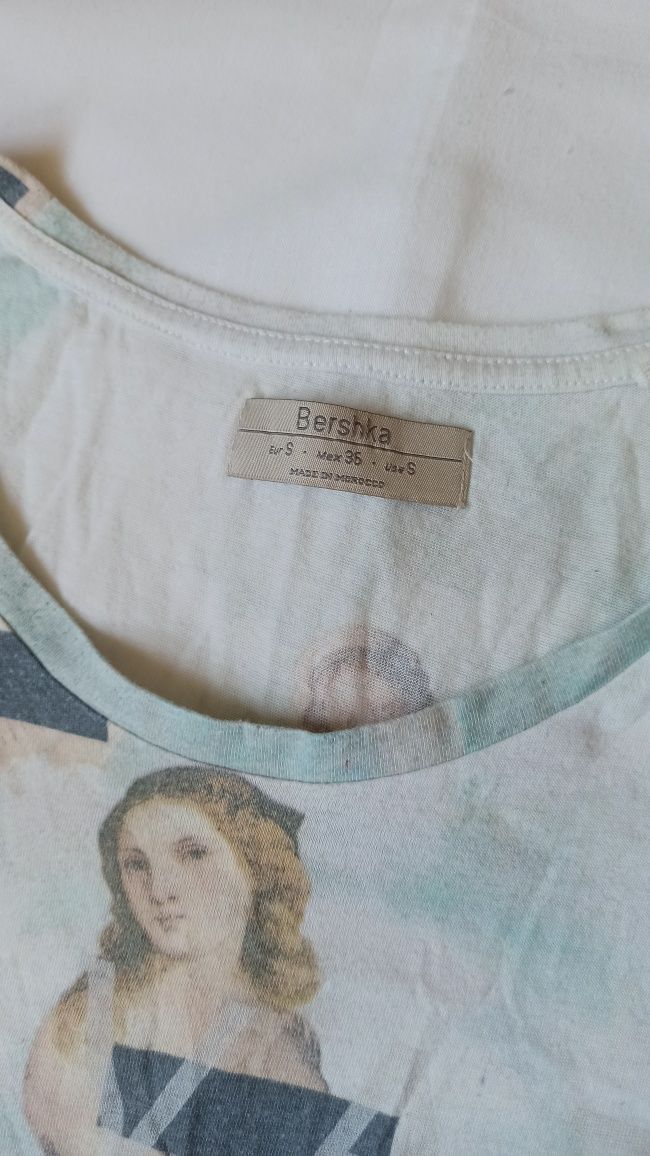 Bershka
Eur S · Mex 36 · Usa S
MADE IN MOROCCO